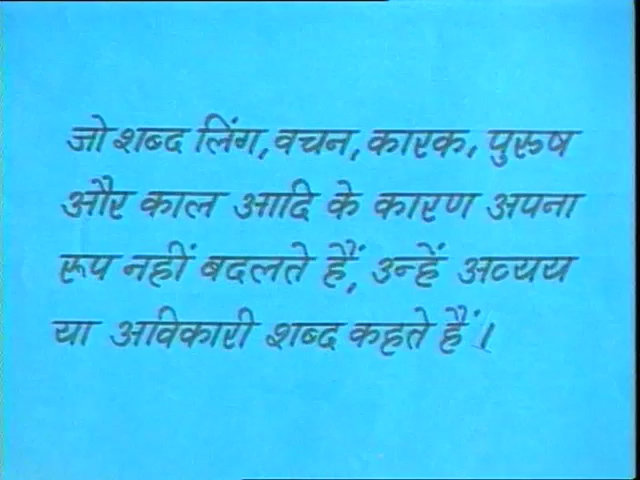 जो शब्द लिंग, वचन, कारक, पुरुष
और काल आदि के कारण अपना
रूप नहीं बदलते हैं, उन्हें अव्यय
या अविकारी शब्द कहते हैं।